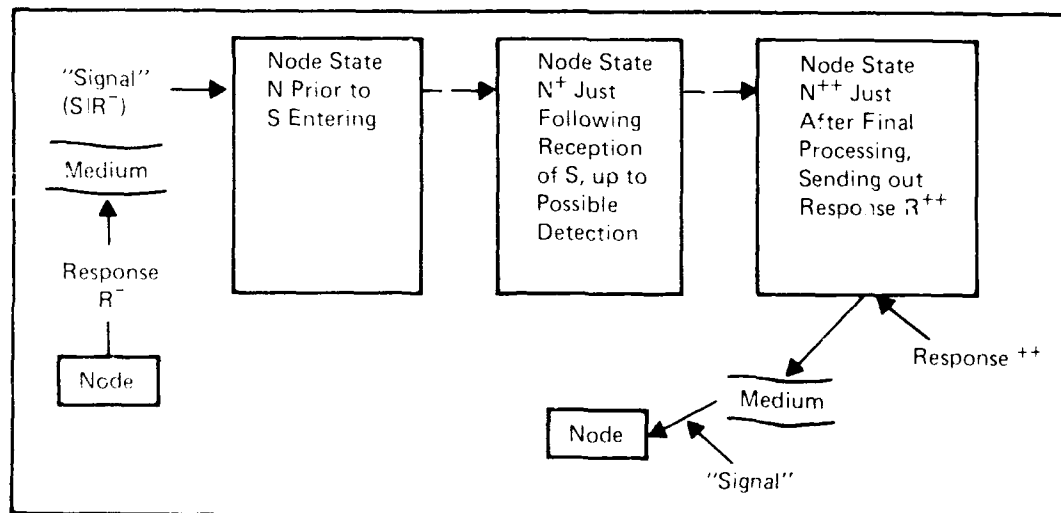 "Signal"
(S|R⁻)
Medium
Response
R⁻
Node
Node State
N Prior to
S Entering
Node State
N⁺ Just
Following
Reception
of S, up to
Possible
Detection
Node State
N⁺⁺ Just
After Final
Processing,
Sending out
Response R⁺⁺
Response ⁺⁺
Medium
Node
"Signal"